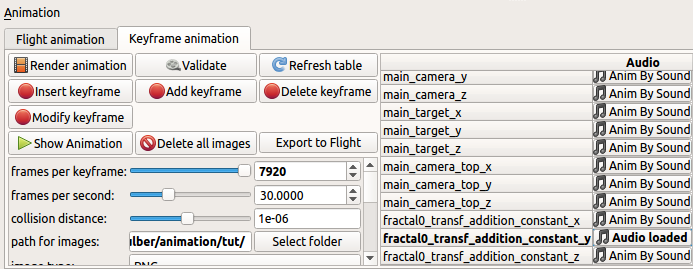 Animation
Flight animation Keyframe animation
Render animation Validate Refresh table
Insert keyframe Add keyframe Delete keyframe
Modify keyframe
Show Animation Delete all images Export to Flight
frames per keyframe: 7920
frames per second: 30.0000
collision distance: 1e-06
path for images: ulber/animation/tut/ Select folder
image type: PNG
Audio
main_camera_y Anim By Sound
main_camera_z Anim By Sound
main_target_x Anim By Sound
main_target_y Anim By Sound
main_target_z Anim By Sound
main_camera_top_x Anim By Sound
main_camera_top_y Anim By Sound
main_camera_top_z Anim By Sound
fractal0_transf_addition_constant_x Anim By Sound
fractal0_transf_addition_constant_y Audio loaded
fractal0_transf_addition_constant_z Anim By Sound